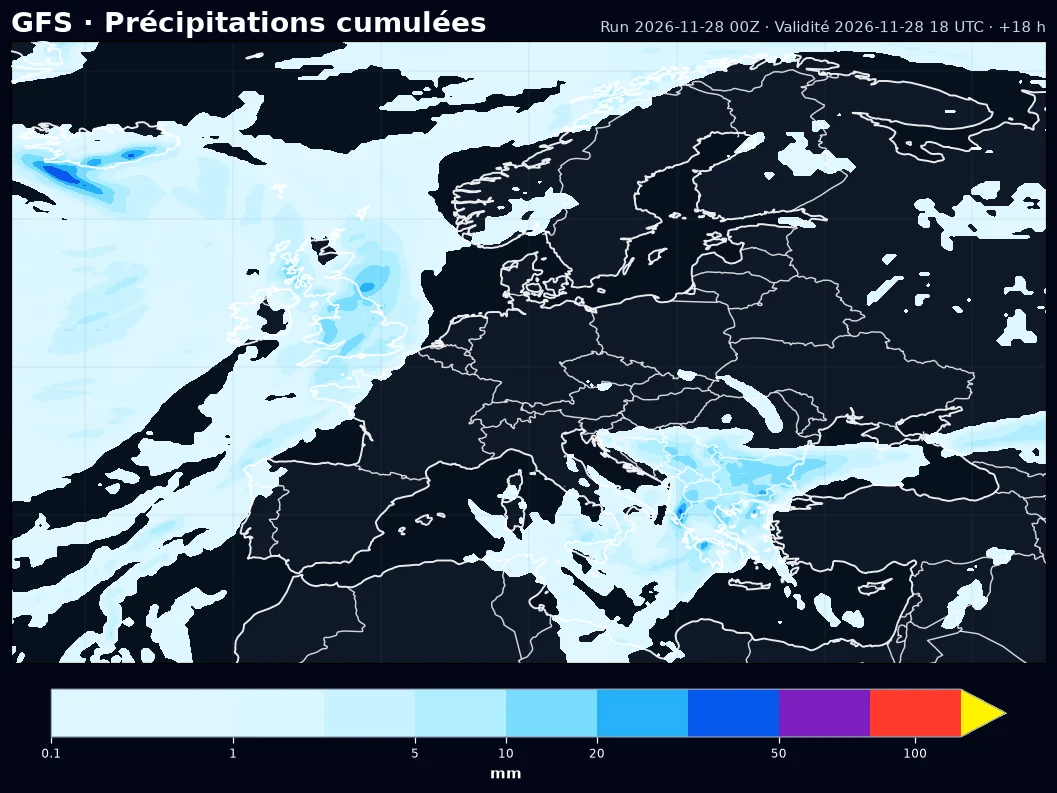 GFS · Précipitations cumulées
Run 2026-11-28 00Z · Validité 2026-11-28 18 UTC · +18 h
0.1 1 5 10 20 50 100
mm